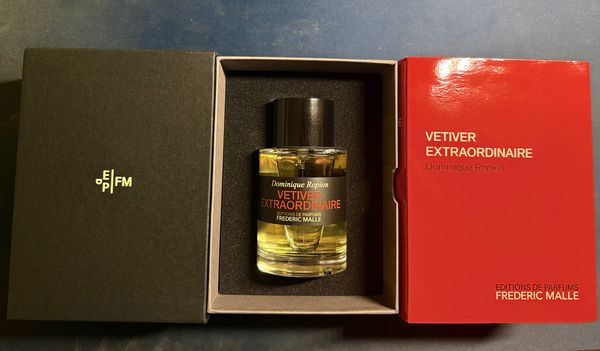 EP|FM
Dominique Ropion
VETIVER
EXTRAORDINAIRE
EDITIONS DE PARFUMS
FREDERIC MALLE
VETIVER
EXTRAORDINAIRE
Dominique Ropion
EDITIONS DE PARFUMS
FREDERIC MALLE